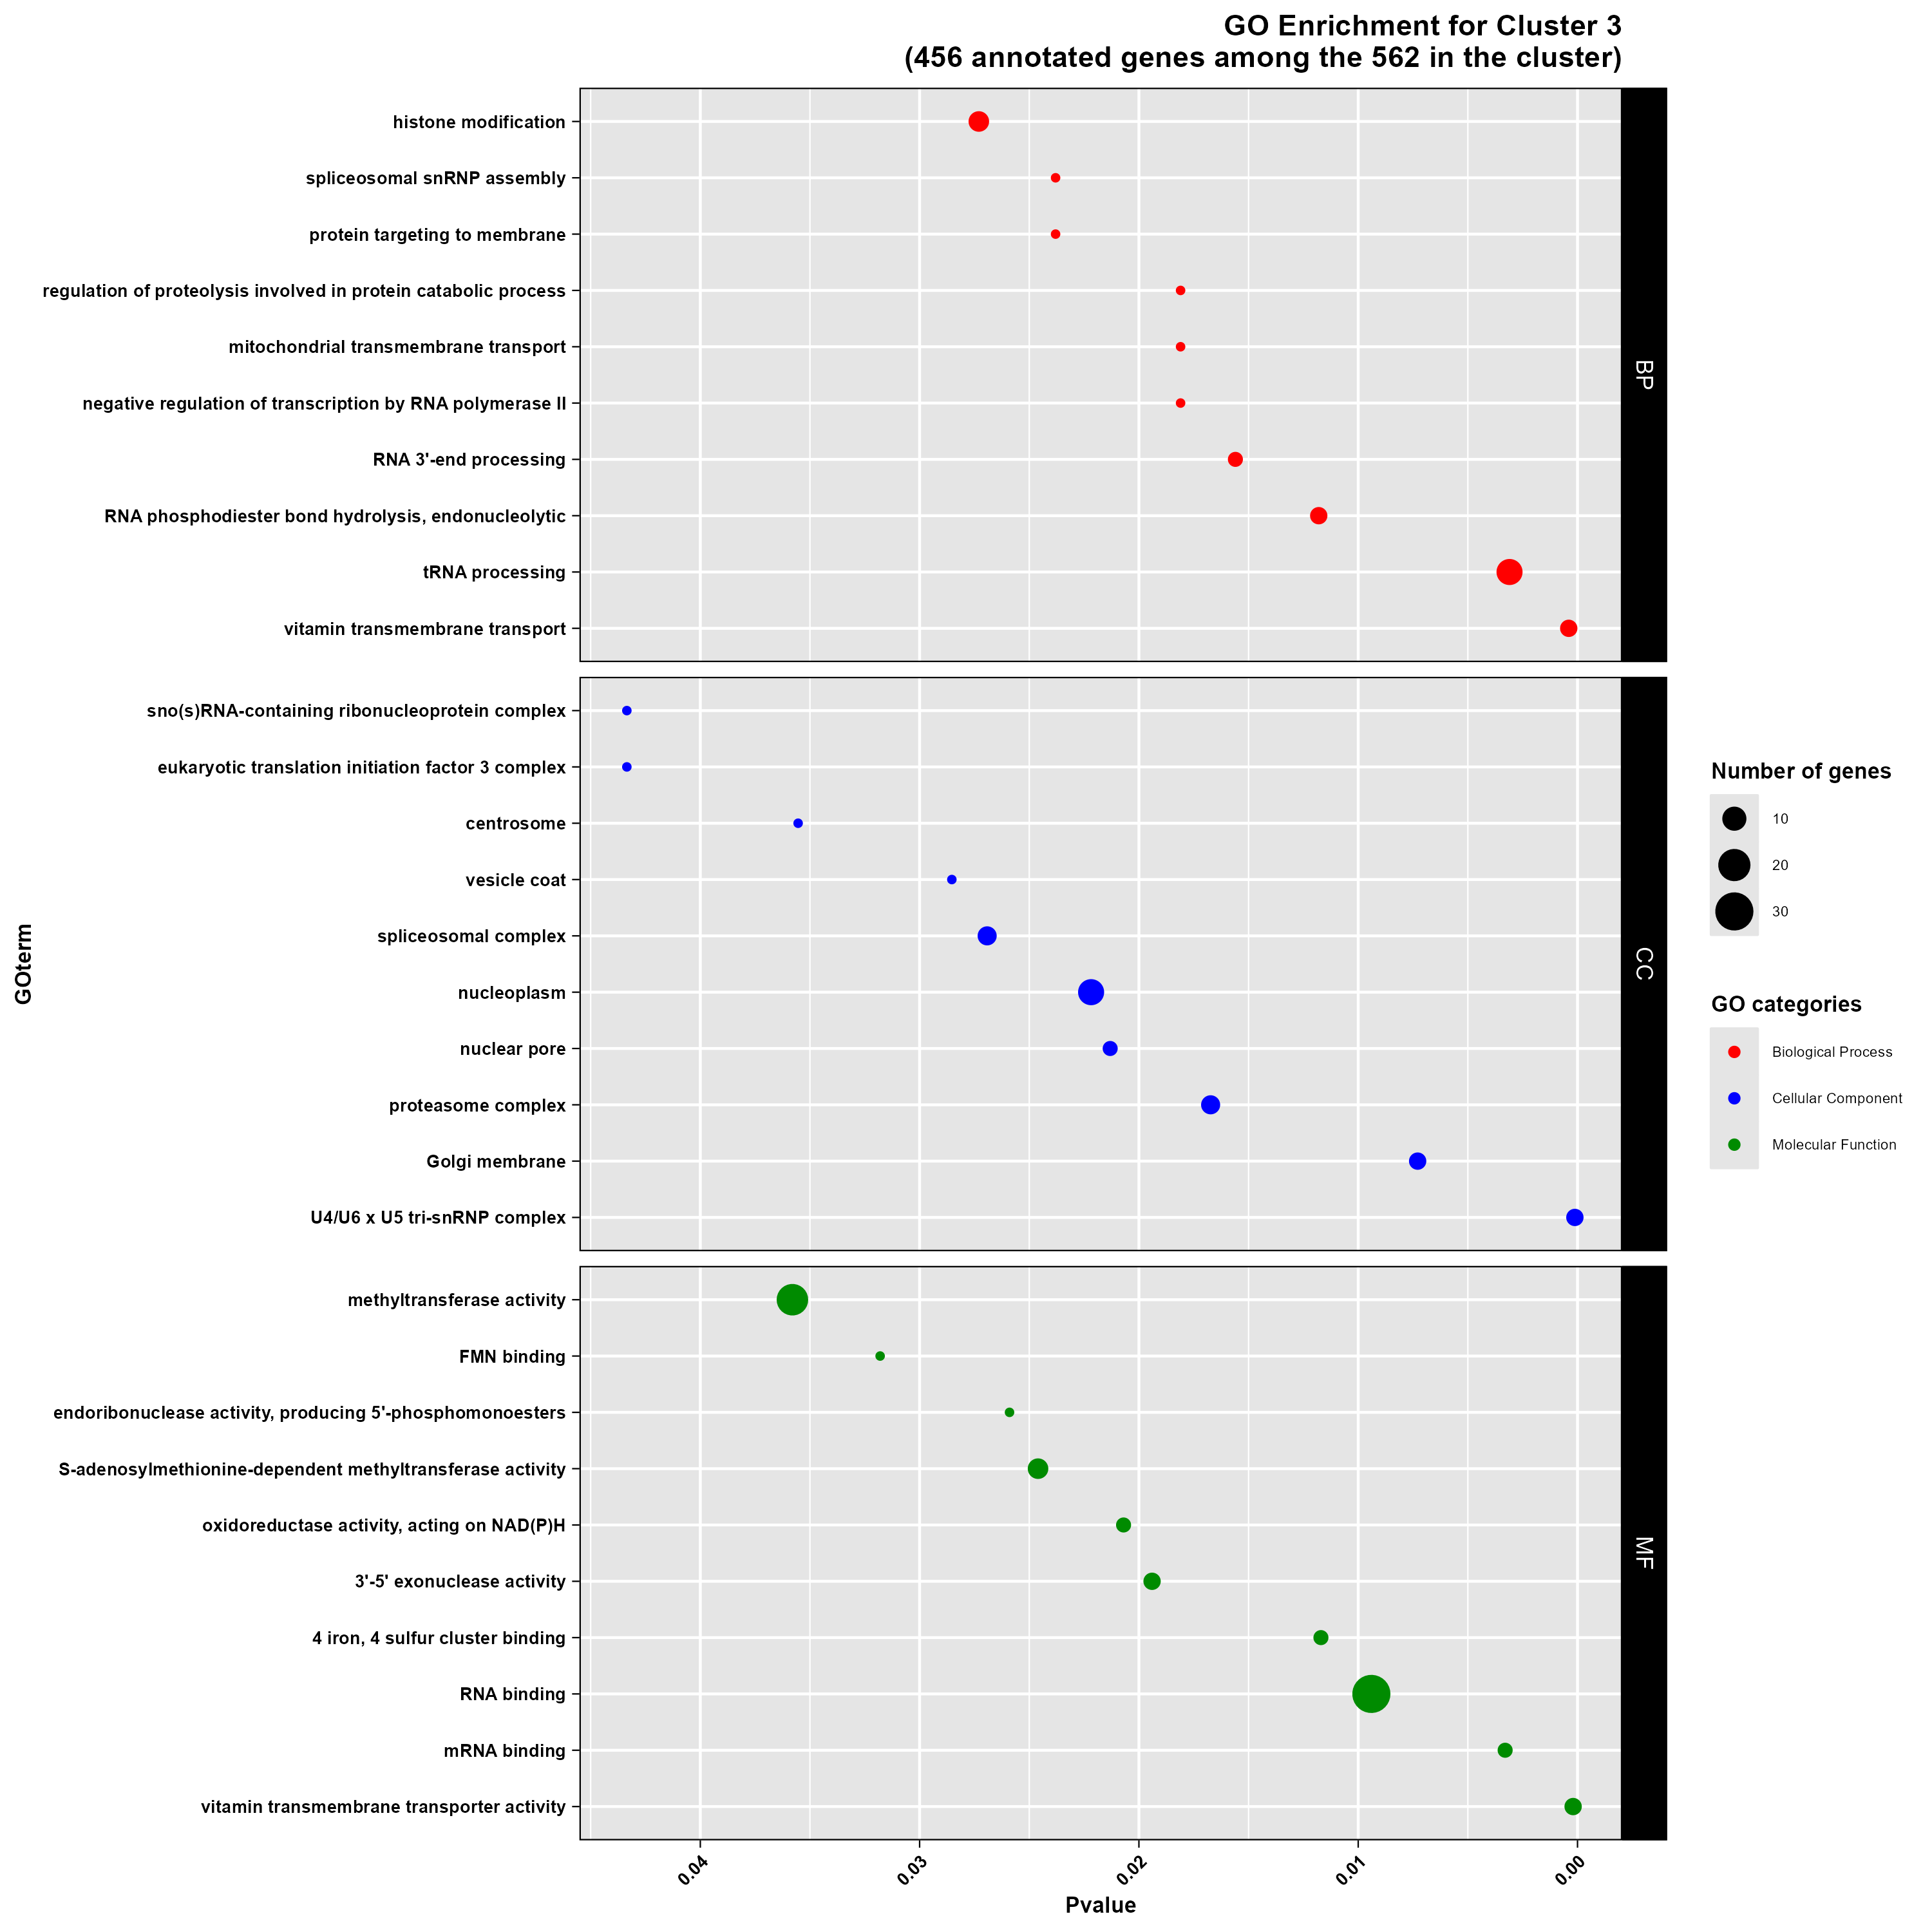 GO Enrichment for Cluster 3
(456 annotated genes among the 562 in the cluster)
histone modification
spliceosomal snRNP assembly
protein targeting to membrane
regulation of proteolysis involved in protein catabolic process
mitochondrial transmembrane transport
negative regulation of transcription by RNA polymerase II
RNA 3'-end processing
RNA phosphodiester bond hydrolysis, endonucleolytic
tRNA processing
vitamin transmembrane transport
BP
sno(s)RNA-containing ribonucleoprotein complex
eukaryotic translation initiation factor 3 complex
centrosome
vesicle coat
spliceosomal complex
nucleoplasm
nuclear pore
proteasome complex
Golgi membrane
U4/U6 x U5 tri-snRNP complex
CC
methyltransferase activity
FMN binding
endoribonuclease activity, producing 5'-phosphomonoesters
S-adenosylmethionine-dependent methyltransferase activity
oxidoreductase activity, acting on NAD(P)H
3'-5' exonuclease activity
4 iron, 4 sulfur cluster binding
RNA binding
mRNA binding
vitamin transmembrane transporter activity
MF
GOterm
0.04
0.03
0.02
0.01
0.00
Pvalue
Number of genes
10
20
30
GO categories
Biological Process
Cellular Component
Molecular Function